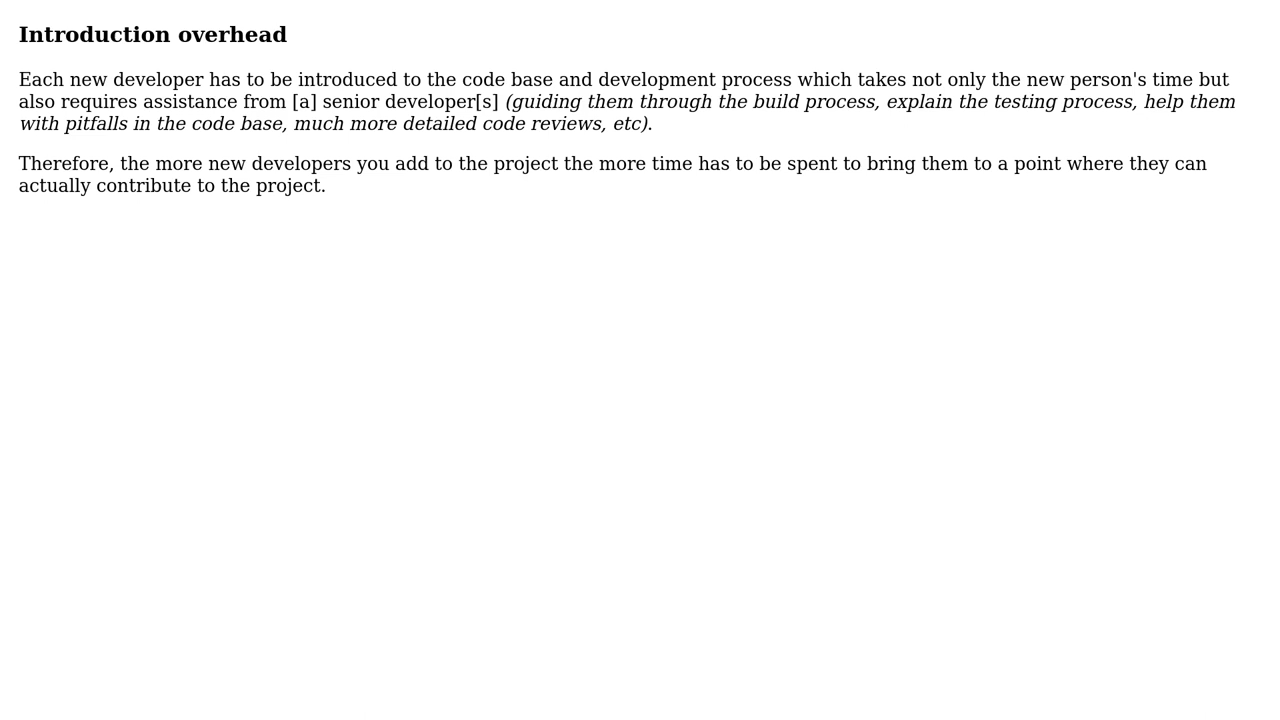 Introduction overhead
Each new developer has to be introduced to the code base and development process which takes not only the new person's time but
also requires assistance from [a] senior developer[s] (guiding them through the build process, explain the testing process, help them
with pitfalls in the code base, much more detailed code reviews, etc).
Therefore, the more new developers you add to the project the more time has to be spent to bring them to a point where they can
actually contribute to the project.